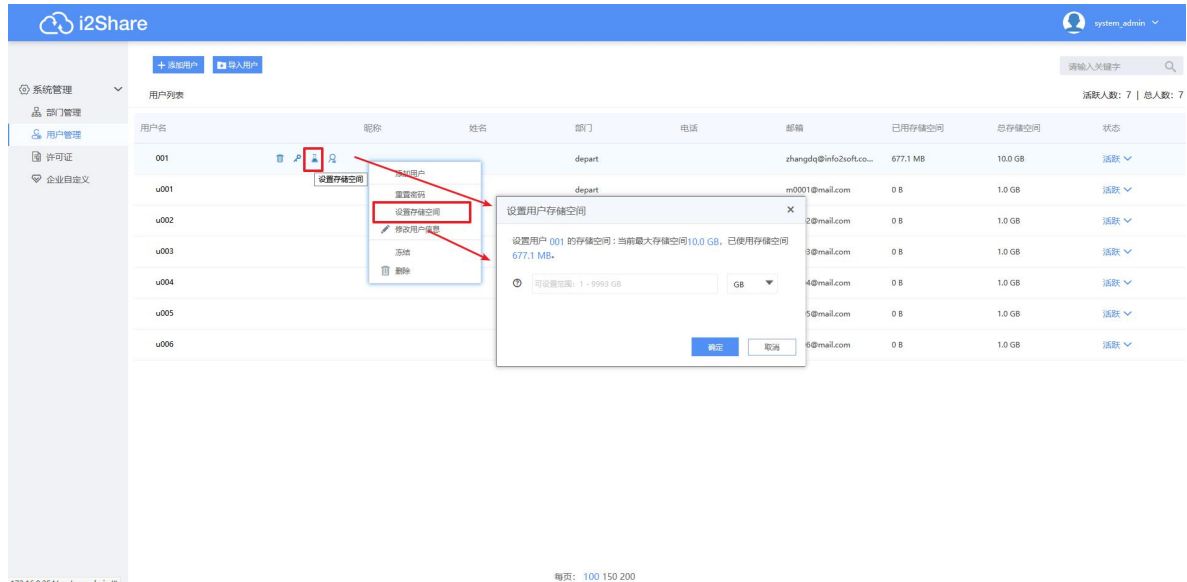 i2Share
system_admin
添加用户 导入用户
请输入关键字
系统管理
部门管理
用户管理
许可证
企业自定义
用户列表
活跃人数: 7 | 总人数: 7
用户名 昵称 姓名 部门 电话 邮箱 已用存储空间 总存储空间 状态
001 depart zhangdq@info2soft.co... 677.1 MB 10.0 GB 活跃
设置存储空间
u001 depart m0001@mail.com 0 B 1.0 GB 活跃
u002 2@mail.com 0 B 1.0 GB 活跃
u003 3@mail.com 0 B 1.0 GB 活跃
u004 4@mail.com 0 B 1.0 GB 活跃
u005 5@mail.com 0 B 1.0 GB 活跃
u006 6@mail.com 0 B 1.0 GB 活跃
添加用户
重置密码
设置存储空间
修改用户信息
冻结
删除
设置用户存储空间
设置用户 001 的存储空间：当前最大存储空间10.0 GB，已使用存储空间
677.1 MB。
可设置范围：1 - 9993 GB
GB
确定 取消
每页: 100 150 200